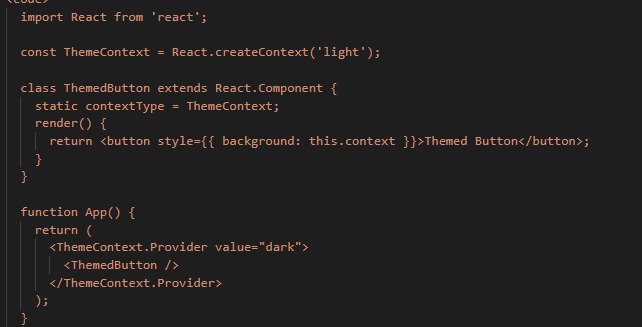 <code>
import React from 'react';
const ThemeContext = React.createContext('light');
class ThemedButton extends React.Component {
static contextType = ThemeContext;
render() {
return <button style={{ background: this.context }}>Themed Button</button>;
}
}
function App() {
return (
<ThemeContext.Provider value="dark">
<ThemedButton />
</ThemeContext.Provider>
);
}